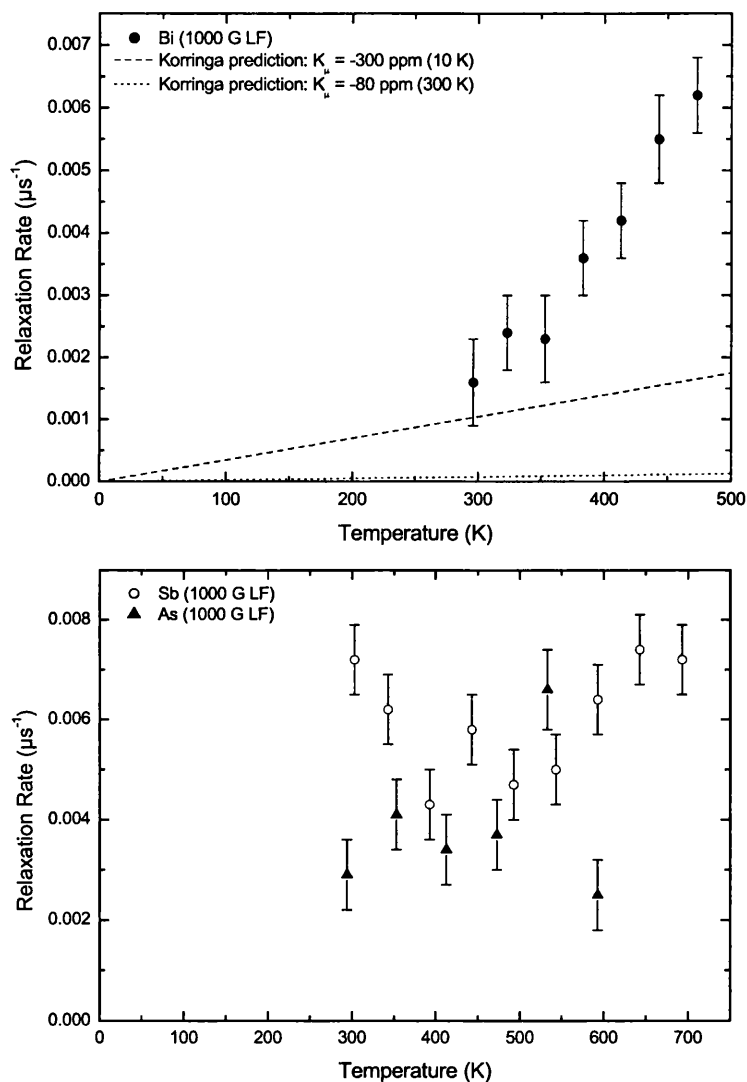 0.007
0.006
0.005
0.004
0.003
0.002
0.001
0.000
Relaxation Rate (µs⁻¹)
Bi (1000 G LF)
Korringa prediction: Kμ = -300 ppm (10 K)
Korringa prediction: Kμ = -80 ppm (300 K)
0 100 200 300 400 500
Temperature (K)
0.008
0.006
0.004
0.002
0.000
Relaxation Rate (µs⁻¹)
Sb (1000 G LF)
As (1000 G LF)
0 100 200 300 400 500 600 700
Temperature (K)